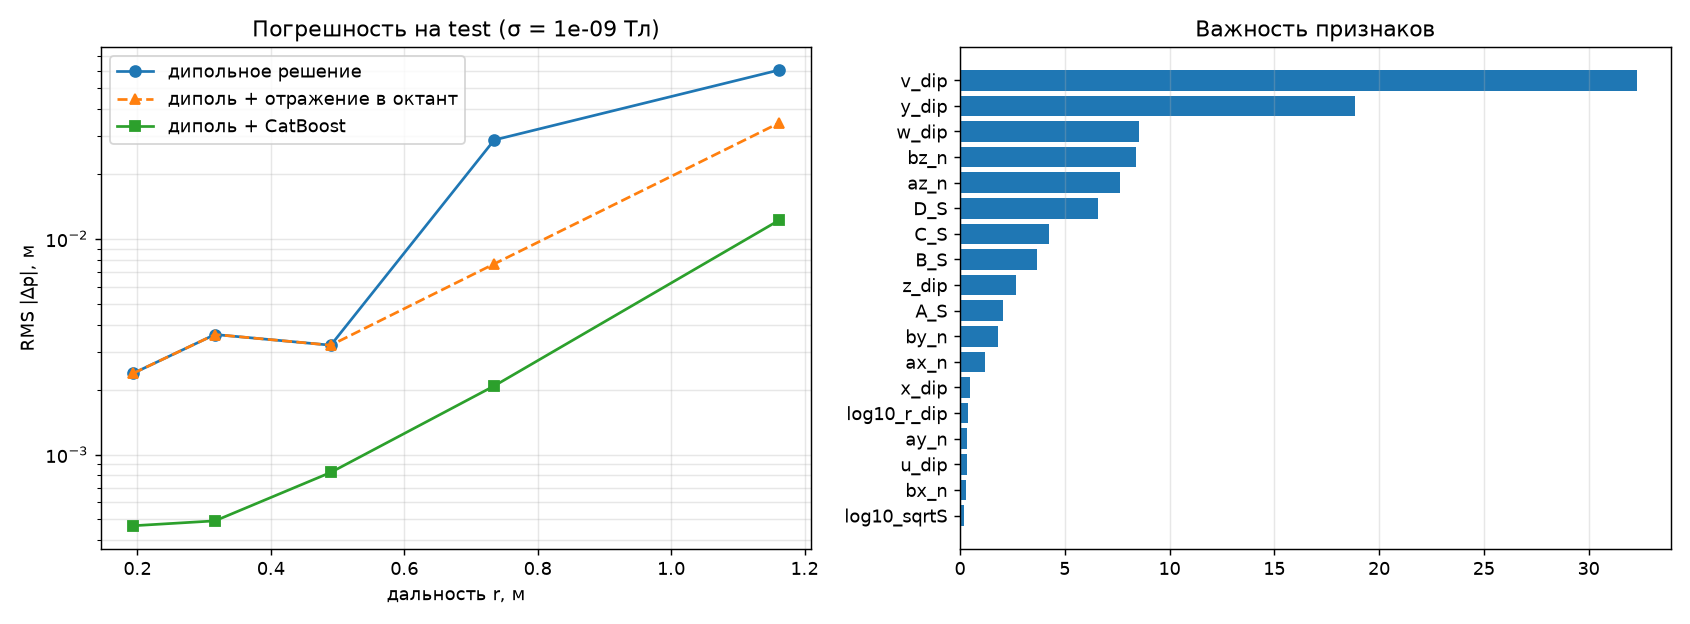 Погрешность на test (σ = 1e-09 Тл)
дипольное решение
диполь + отражение в октант
диполь + CatBoost
RMS |Δp|, м
10⁻²
10⁻³
0.2 0.4 0.6 0.8 1.0 1.2
дальность r, м
Важность признаков
v_dip
y_dip
w_dip
bz_n
az_n
D_S
C_S
B_S
z_dip
A_S
by_n
ax_n
x_dip
log10_r_dip
ay_n
u_dip
bx_n
log10_sqrtS
0 5 10 15 20 25 30